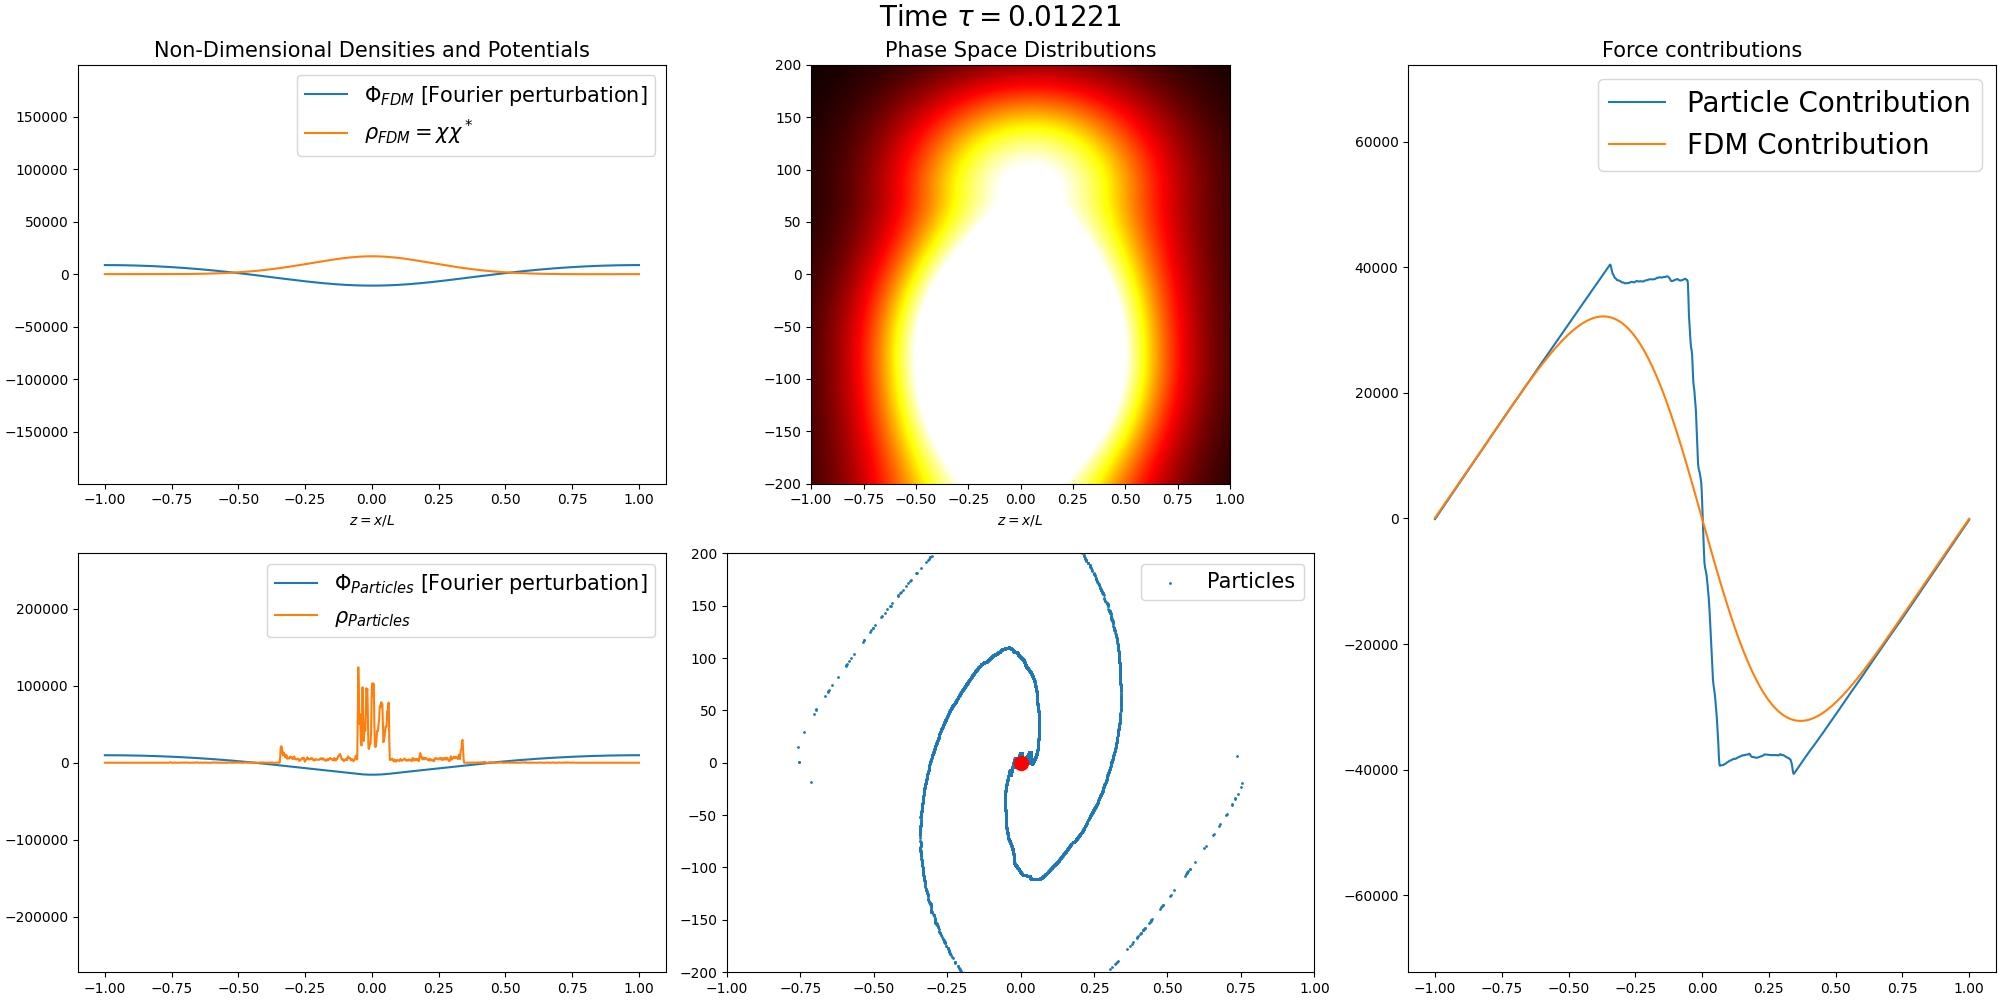 Time τ = 0.01221
Non-Dimensional Densities and Potentials
Φ_FDM [Fourier perturbation]
ρ_FDM = χχ*
150000
100000
50000
0
−50000
−100000
−150000
−1.00 −0.75 −0.50 −0.25 0.00 0.25 0.50 0.75 1.00
z = x/L
Phase Space Distributions
200
150
100
50
0
−50
−100
−150
−200
−1.00 −0.75 −0.50 −0.25 0.00 0.25 0.50 0.75 1.00
z = x/L
Force contributions
Particle Contribution
FDM Contribution
60000
40000
20000
0
−20000
−40000
−60000
−1.00 −0.75 −0.50 −0.25 0.00 0.25 0.50 0.75 1.00
Φ_Particles [Fourier perturbation]
ρ_Particles
200000
100000
0
−100000
−200000
−1.00 −0.75 −0.50 −0.25 0.00 0.25 0.50 0.75 1.00
Particles
200
150
100
50
0
−50
−100
−150
−200
−1.00 −0.75 −0.50 −0.25 0.00 0.25 0.50 0.75 1.00